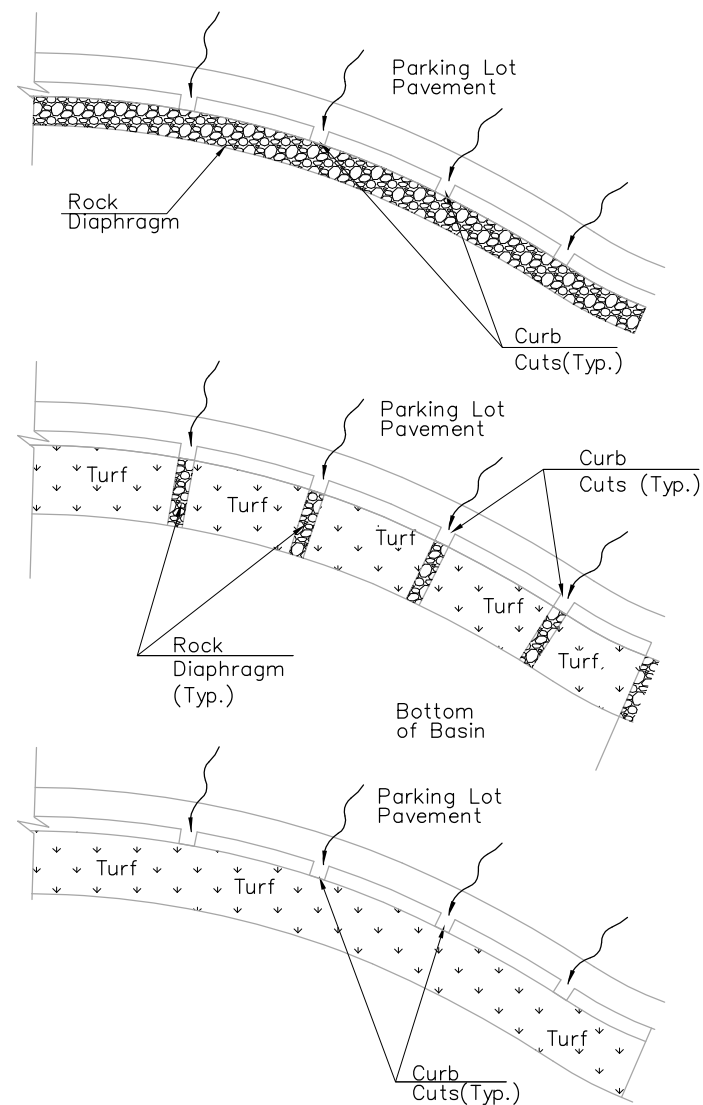 Parking Lot
Pavement
Rock
Diaphragm
Curb
Cuts(Typ.)
Parking Lot
Pavement
Curb
Cuts (Typ.)
Turf
Turf
Turf
Turf
Turf
Rock
Diaphragm
(Typ.)
Bottom
of Basin
Parking Lot
Pavement
Turf
Turf
Turf
Curb
Cuts(Typ.)